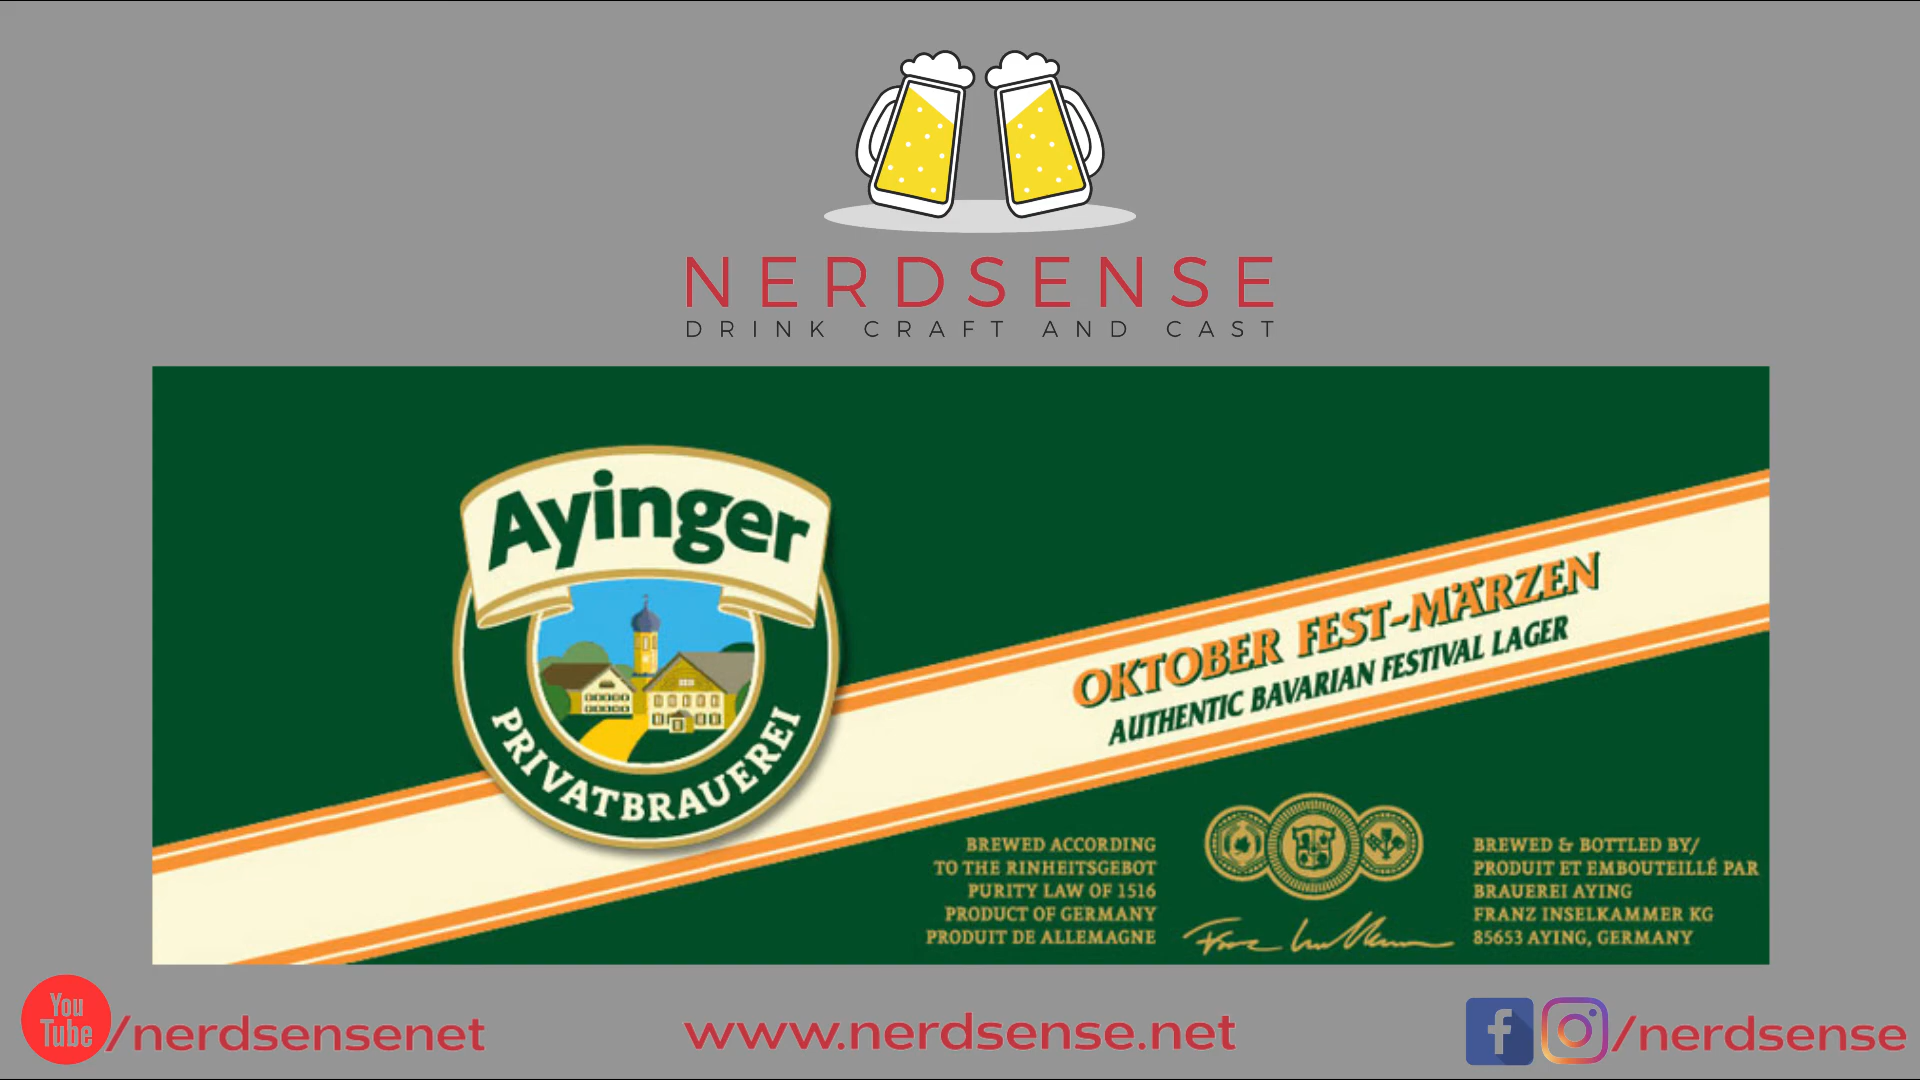 NERDSENSE
DRINK CRAFT AND CAST
Ayinger
PRIVATBRAUEREI
OKTOBER FEST-MÄRZEN
AUTHENTIC BAVARIAN FESTIVAL LAGER
BREWED ACCORDING
TO THE RINHEITSGEBOT
PURITY LAW OF 1516
PRODUCT OF GERMANY
PRODUIT DE ALLEMAGNE
BREWED & BOTTLED BY/
PRODUIT ET EMBOUTEILLÉ PAR
BRAUEREI AYING
FRANZ INSELKAMMER KG
85653 AYING, GERMANY
You
Tube
/nerdsensenet
www.nerdsense.net
f
/nerdsense